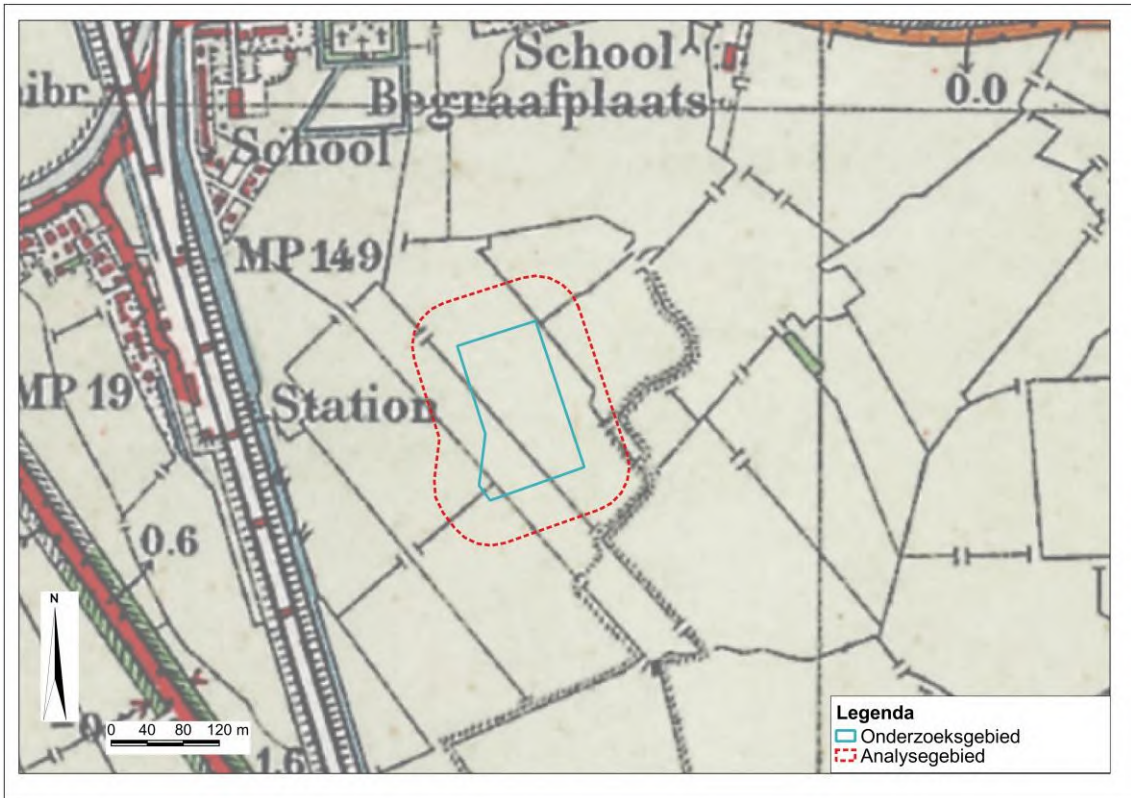 School
0.0
nibr.
Begraafplaats
School
MP 149
MP 19
Station
0.6
N
0 40 80 120 m
1.6
Legenda
Onderzoeksgebied
Analysegebied